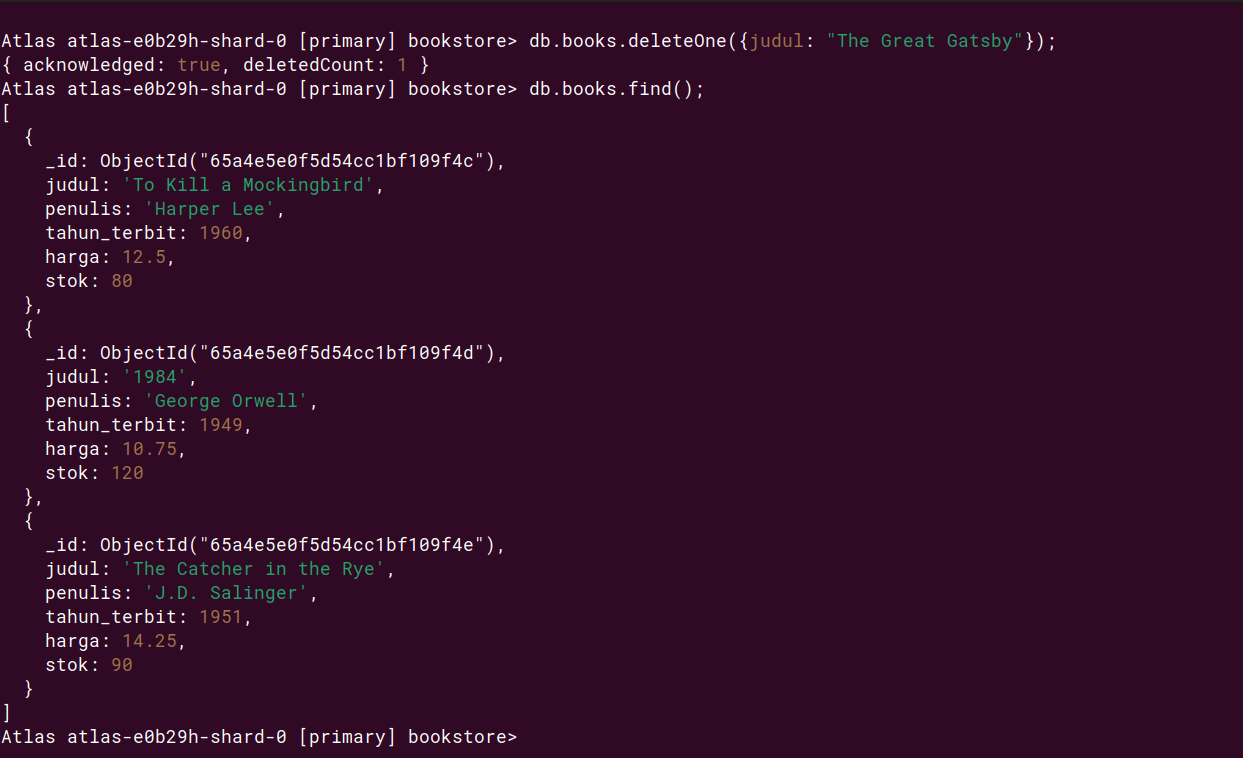 Atlas atlas-e0b29h-shard-0 [primary] bookstore> db.books.deleteOne({judul: "The Great Gatsby"});
{ acknowledged: true, deletedCount: 1 }
Atlas atlas-e0b29h-shard-0 [primary] bookstore> db.books.find();
[
  {
    _id: ObjectId("65a4e5e0f5d54cc1bf109f4c"),
    judul: 'To Kill a Mockingbird',
    penulis: 'Harper Lee',
    tahun_terbit: 1960,
    harga: 12.5,
    stok: 80
  },
  {
    _id: ObjectId("65a4e5e0f5d54cc1bf109f4d"),
    judul: '1984',
    penulis: 'George Orwell',
    tahun_terbit: 1949,
    harga: 10.75,
    stok: 120
  },
  {
    _id: ObjectId("65a4e5e0f5d54cc1bf109f4e"),
    judul: 'The Catcher in the Rye',
    penulis: 'J.D. Salinger',
    tahun_terbit: 1951,
    harga: 14.25,
    stok: 90
  }
]
Atlas atlas-e0b29h-shard-0 [primary] bookstore>